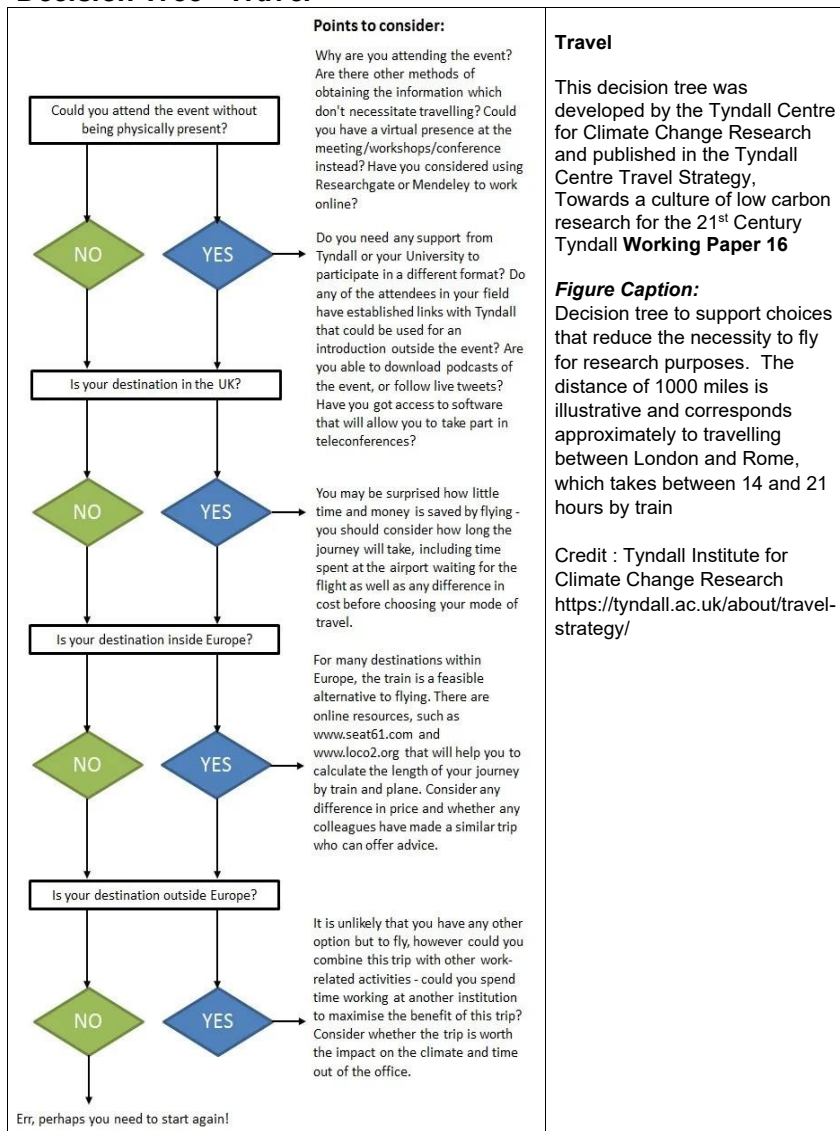 Points to consider:
Why are you attending the event?
Are there other methods of
obtaining the information which
don't necessitate travelling? Could
you have a virtual presence at the
meeting/workshops/conference
instead? Have you considered using
Researchgate or Mendeley to work
online?
Could you attend the event without
being physically present?
NO
YES
Do you need any support from
Tyndall or your University to
participate in a different format? Do
any of the attendees in your field
have established links with Tyndall
that could be used for an
introduction outside the event? Are
you able to download podcasts of
the event, or follow live tweets?
Have you got access to software
that will allow you to take part in
teleconferences?
Is your destination in the UK?
NO
YES
You may be surprised how little
time and money is saved by flying -
you should consider how long the
journey will take, including time
spent at the airport waiting for the
flight as well as any difference in
cost before choosing your mode of
travel.
Is your destination inside Europe?
NO
YES
For many destinations within
Europe, the train is a feasible
alternative to flying. There are
online resources, such as
www.seat61.com and
www.loco2.org that will help you to
calculate the length of your journey
by train and plane. Consider any
difference in price and whether any
colleagues have made a similar trip
who can offer advice.
Is your destination outside Europe?
NO
YES
It is unlikely that you have any other
option but to fly, however could you
combine this trip with other work-
related activities - could you spend
time working at another institution
to maximise the benefit of this trip?
Consider whether the trip is worth
the impact on the climate and time
out of the office.
Err, perhaps you need to start again!
Travel
This decision tree was
developed by the Tyndall Centre
for Climate Change Research
and published in the Tyndall
Centre Travel Strategy,
Towards a culture of low carbon
research for the 21st Century
Tyndall Working Paper 16
Figure Caption:
Decision tree to support choices
that reduce the necessity to fly
for research purposes. The
distance of 1000 miles is
illustrative and corresponds
approximately to travelling
between London and Rome,
which takes between 14 and 21
hours by train
Credit : Tyndall Institute for
Climate Change Research
https://tyndall.ac.uk/about/travel-
strategy/